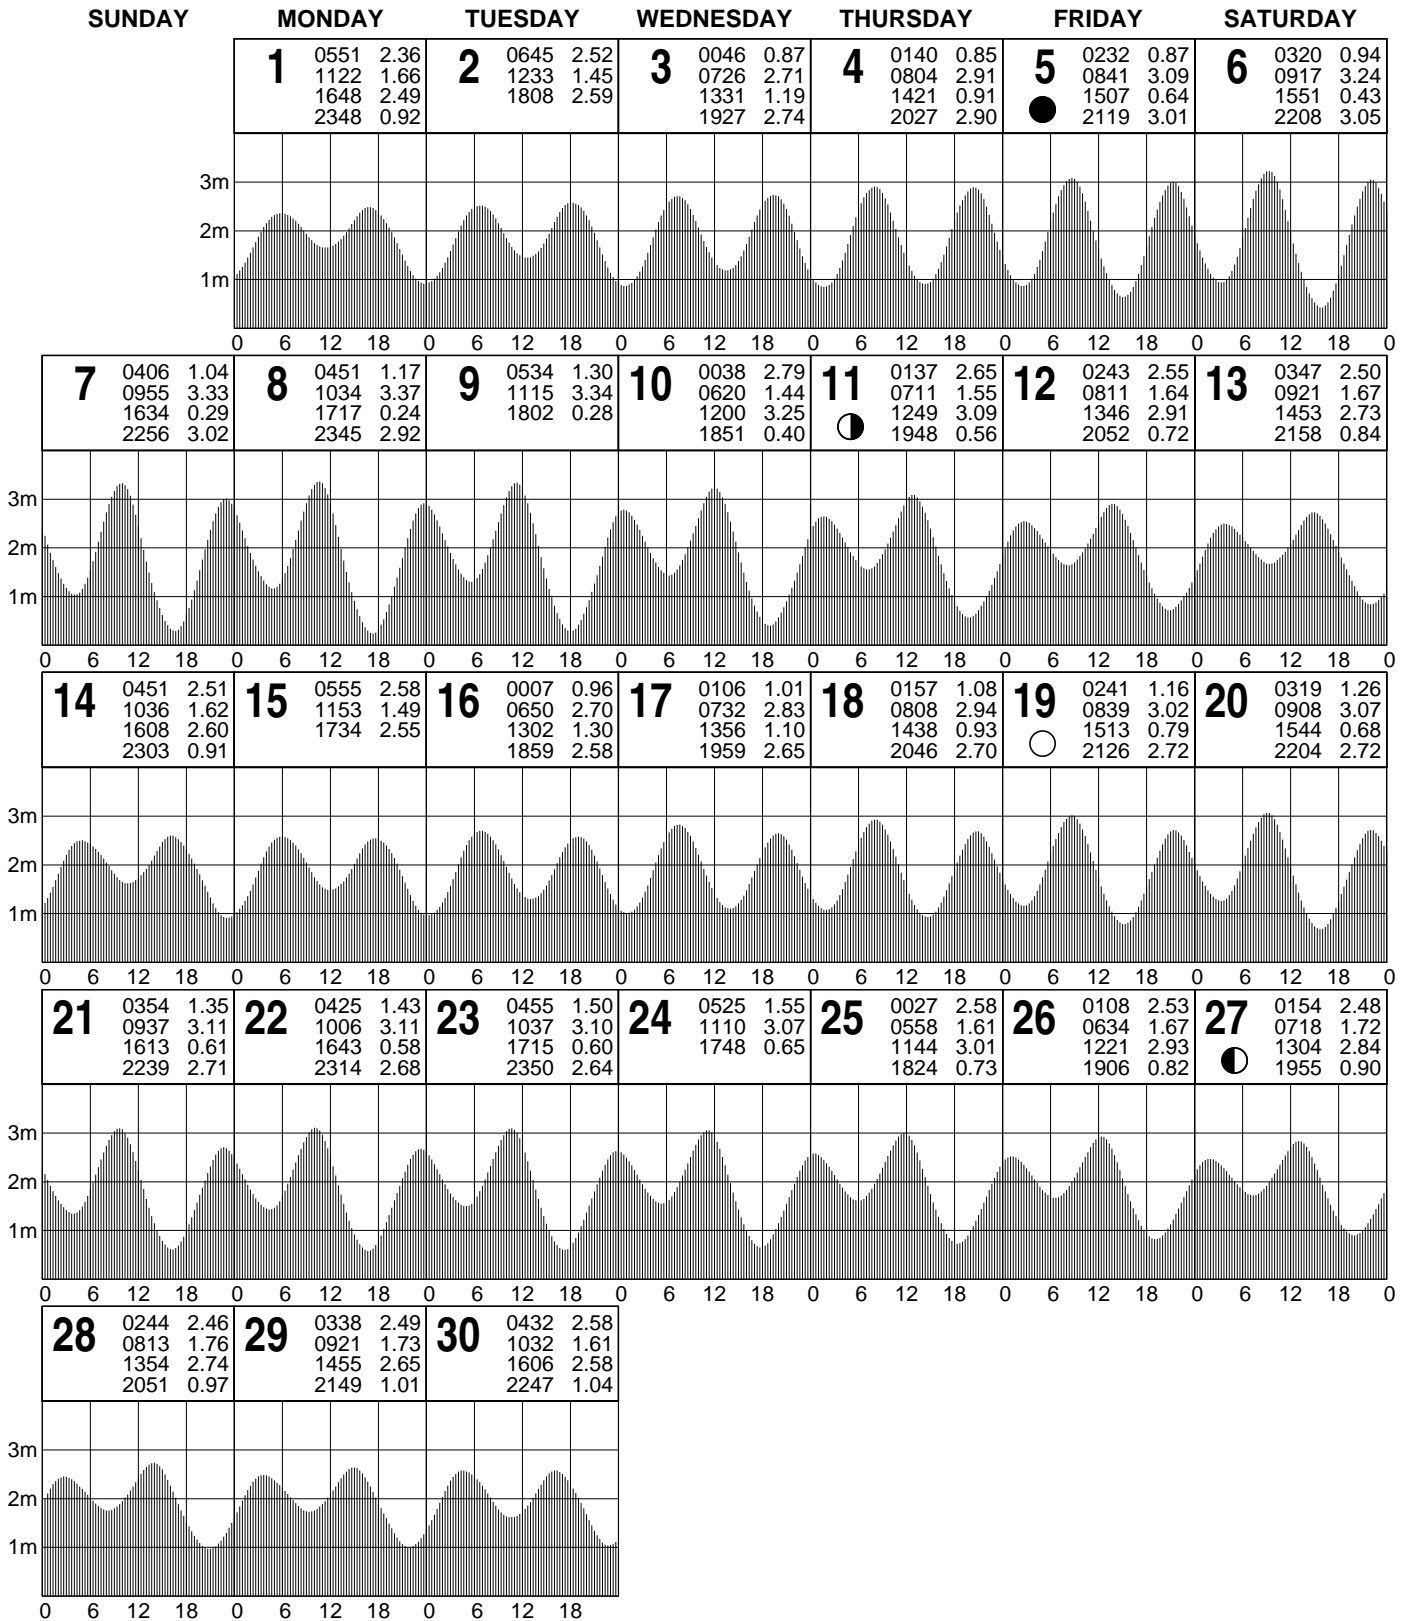 SUNDAY MONDAY TUESDAY WEDNESDAY THURSDAY FRIDAY SATURDAY
1 0551 2.36
1122 1.66
1648 2.49
2348 0.92
2 0645 2.52
1233 1.45
1808 2.59
3 0046 0.87
0726 2.71
1331 1.19
1927 2.74
4 0140 0.85
0804 2.91
1421 0.91
2027 2.90
5 0232 0.87
0841 3.09
1507 0.64
2119 3.01
6 0320 0.94
0917 3.24
1551 0.43
2208 3.05
3m
2m
1m
0 6 12 18 0 6 12 18 0 6 12 18 0 6 12 18 0 6 12 18 0 6 12 18 0
7 0406 1.04
0955 3.33
1634 0.29
2256 3.02
8 0451 1.17
1034 3.37
1717 0.24
2345 2.92
9 0534 1.30
1115 3.34
1802 0.28
10 0038 2.79
0620 1.44
1200 3.25
1851 0.40
11 0137 2.65
0711 1.55
1249 3.09
1948 0.56
12 0243 2.55
0811 1.64
1346 2.91
2052 0.72
13 0347 2.50
0921 1.67
1453 2.73
2158 0.84
3m
2m
1m
0 6 12 18 0 6 12 18 0 6 12 18 0 6 12 18 0 6 12 18 0 6 12 18 0 6 12 18 0
14 0451 2.51
1036 1.62
1608 2.60
2303 0.91
15 0555 2.58
1153 1.49
1734 2.55
16 0007 0.96
0650 2.70
1302 1.30
1859 2.58
17 0106 1.01
0732 2.83
1356 1.10
1959 2.65
18 0157 1.08
0808 2.94
1438 0.93
2046 2.70
19 0241 1.16
0839 3.02
1513 0.79
2126 2.72
20 0319 1.26
0908 3.07
1544 0.68
2204 2.72
3m
2m
1m
0 6 12 18 0 6 12 18 0 6 12 18 0 6 12 18 0 6 12 18 0 6 12 18 0 6 12 18 0
21 0354 1.35
0937 3.11
1613 0.61
2239 2.71
22 0425 1.43
1006 3.11
1643 0.58
2314 2.68
23 0455 1.50
1037 3.10
1715 0.60
2350 2.64
24 0525 1.55
1110 3.07
1748 0.65
25 0027 2.58
0558 1.61
1144 3.01
1824 0.73
26 0108 2.53
0634 1.67
1221 2.93
1906 0.82
27 0154 2.48
0718 1.72
1304 2.84
1955 0.90
3m
2m
1m
0 6 12 18 0 6 12 18 0 6 12 18 0 6 12 18 0 6 12 18 0 6 12 18 0 6 12 18 0
28 0244 2.46
0813 1.76
1354 2.74
2051 0.97
29 0338 2.49
0921 1.73
1455 2.65
2149 1.01
30 0432 2.58
1032 1.61
1606 2.58
2247 1.04
3m
2m
1m
0 6 12 18 0 6 12 18 0 6 12 18